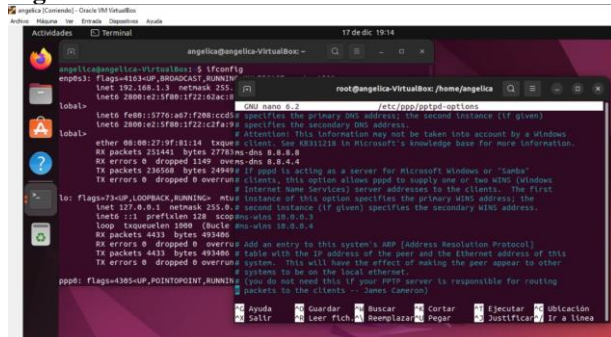 angelica [Corriendo] - Oracle VM VirtualBox
Archivo Máquina Ver Entrada Dispositivos Ayuda
Actividades Terminal 17 de dic 19:14
angelica@angelica-VirtualBox: ~
angelica@angelica-VirtualBox: $ ifconfig
enp0s3: flags=4163<UP,BROADCAST,RUNNIN
inet 192.168.1.3 netmask 255.
inet6 2800:e2:5f80:1f22:62ac:
lobal>
inet6 fe80::5776:a67f:208:ccd5
inet6 2800:e2:5f80:1f22:c2fa:9
lobal>
ether 08:00:27:9f:81:14 txque
RX packets 251441 bytes 27783
RX errors 0 dropped 1149 ove
TX packets 236568 bytes 24949
TX errors 0 dropped 0 overrun
lo: flags=73<UP,LOOPBACK,RUNNING> mtu
inet 127.0.0.1 netmask 255.0.
inet6 ::1 prefixlen 128 scop
loop txqueuelen 1000 (Bucle
RX packets 4433 bytes 493406
RX errors 0 dropped 0 overru
TX packets 4433 bytes 493406
TX errors 0 dropped 0 overru
ppp0: flags=4305<UP,POINTOPOINT,RUNNIN
root@angelica-VirtualBox: /home/angelica
GNU nano 6.2 /etc/ppp/pptpd-options
# specifies the primary DNS address; the second instance (if given)
# specifies the secondary DNS address.
# Attention! This information may not be taken into account by a Windows
# client. See KB311218 in Microsoft's knowledge base for more information.
ms-dns 8.8.8.8
ms-dns 8.8.4.4
# If pppd is acting as a server for Microsoft Windows or "Samba"
# clients, this option allows pppd to supply one or two WINS (Windows
# Internet Name Services) server addresses to the clients. The first
# instance of this option specifies the primary WINS address; the
# second instance (if given) specifies the secondary WINS address.
#ms-wins 10.0.0.3
#ms-wins 10.0.0.4
# Add an entry to this system's ARP [Address Resolution Protocol]
# table with the IP address of the peer and the Ethernet address of this
# system. This will have the effect of making the peer appear to other
# systems to be on the local ethernet.
# (you do not need this if your PPTP server is responsible for routing
# packets to the clients -- James Cameron)
^G Ayuda ^O Guardar ^W Buscar ^K Cortar ^T Ejecutar ^C Ubicación
^X Salir ^R Leer fich. ^\ Reemplazar ^U Pegar ^J Justificar ^/ Ir a línea